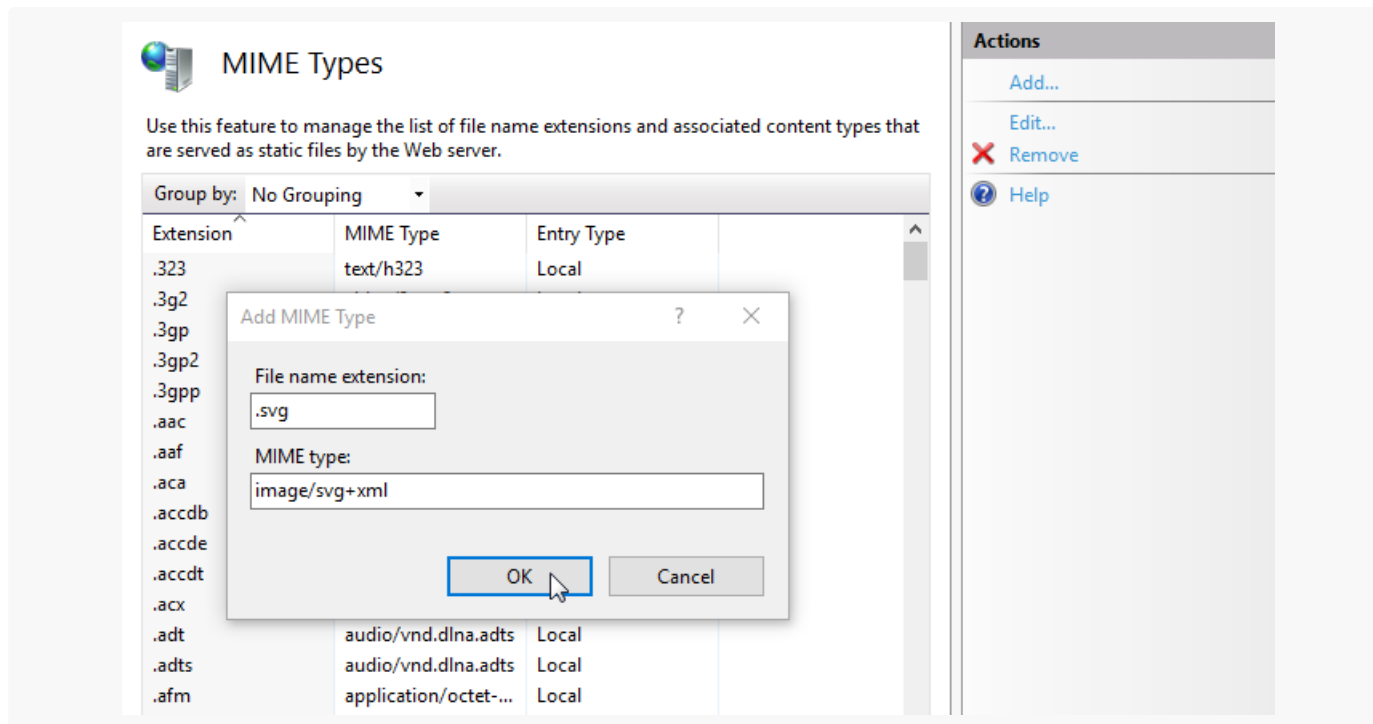 MIME Types
Use this feature to manage the list of file name extensions and associated content types that
are served as static files by the Web server.
Group by: No Grouping
Extension MIME Type Entry Type
.323 text/h323 Local
.3g2
.3gp
.3gp2
.3gpp
.aac
.aaf
.aca
.accdb
.accde
.accdt
.acx
.adt audio/vnd.dlna.adts Local
.adts audio/vnd.dlna.adts Local
.afm application/octet-... Local
Add MIME Type ?
File name extension:
.svg
MIME type:
image/svg+xml
OK Cancel
Actions
Add...
Edit...
Remove
? Help